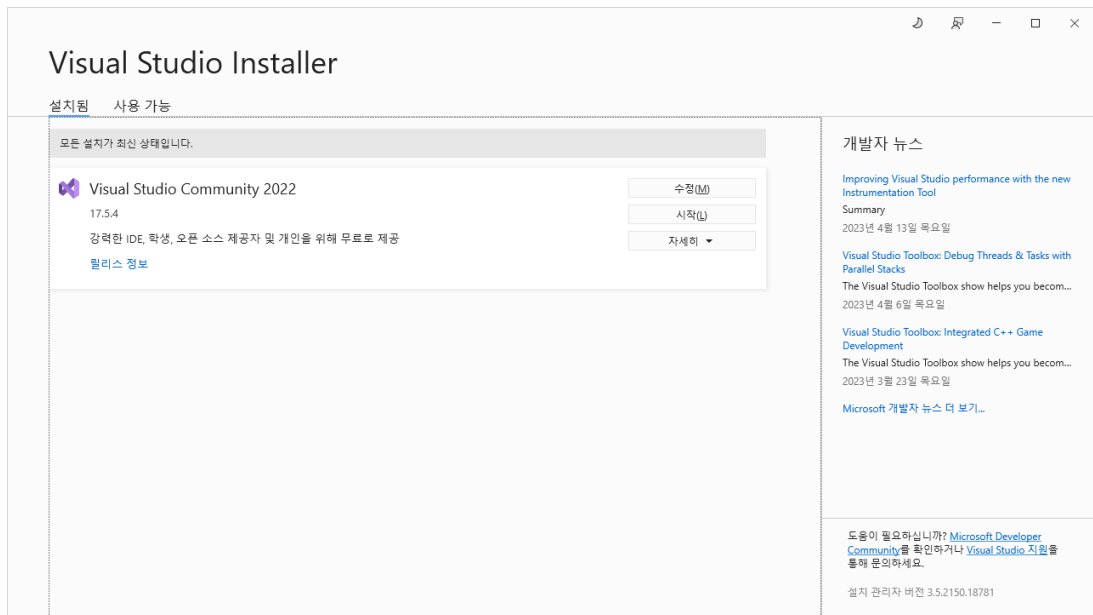 Visual Studio Installer
설치됨
사용 가능
모든 설치가 최신 상태입니다.
Visual Studio Community 2022
17.5.4
강력한 IDE, 학생, 오픈 소스 제공자 및 개인을 위해 무료로 제공
릴리스 정보
수정(M)
시작(L)
자세히
개발자 뉴스
Improving Visual Studio performance with the new
Instrumentation Tool
Summary
2023년 4월 13일 목요일
Visual Studio Toolbox: Debug Threads & Tasks with
Parallel Stacks
The Visual Studio Toolbox show helps you becom...
2023년 4월 6일 목요일
Visual Studio Toolbox: Integrated C++ Game
Development
The Visual Studio Toolbox show helps you becom...
2023년 3월 23일 목요일
Microsoft 개발자 뉴스 더 보기...
도움이 필요하십니까? Microsoft Developer
Community를 확인하거나 Visual Studio 지원을
통해 문의하세요.
설치 관리자 버전 3.5.2150.18781